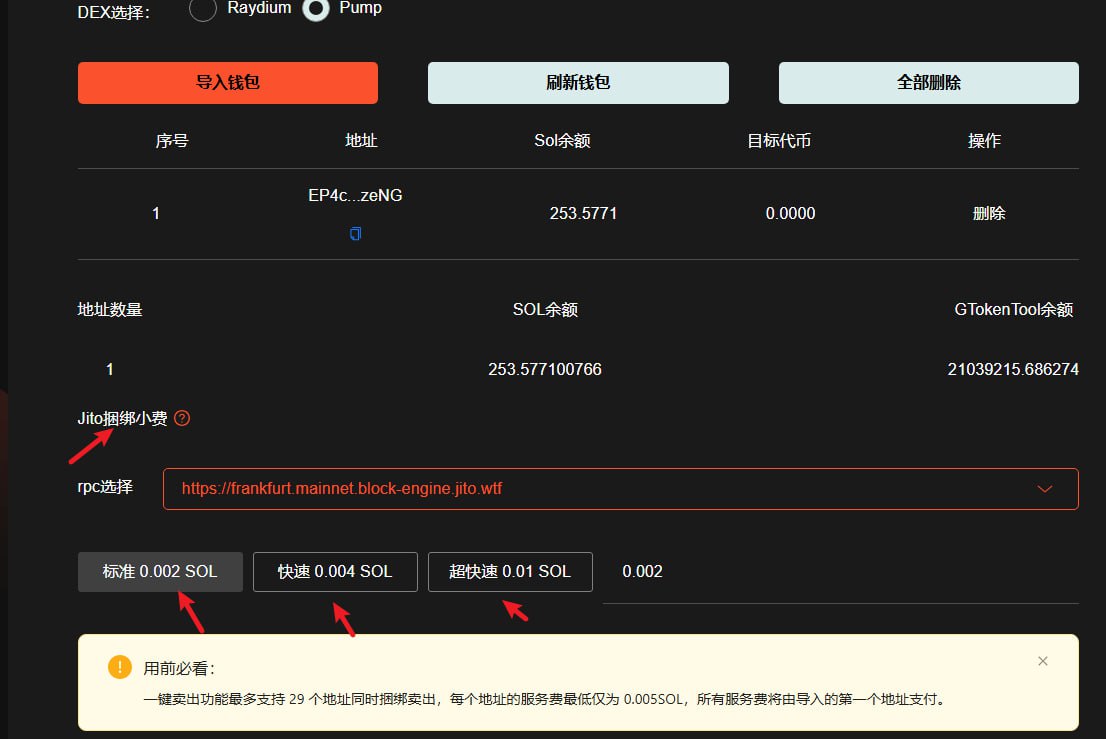 DEX选择： Raydium Pump
导入钱包 刷新钱包 全部删除
序号 地址 Sol余额 目标代币 操作
EP4c...zeNG
1 253.5771 0.0000 删除
地址数量 SOL余额 GTokenTool余额
1 253.577100766 21039215.686274
Jito捆绑小费 ?
rpc选择 https://frankfurt.mainnet.block-engine.jito.wtf
标准 0.002 SOL 快速 0.004 SOL 超快速 0.01 SOL 0.002
用前必看：
一键卖出功能最多支持 29 个地址同时捆绑卖出，每个地址的服务费最低仅为 0.005SOL，所有服务费将由导入的第一个地址支付。